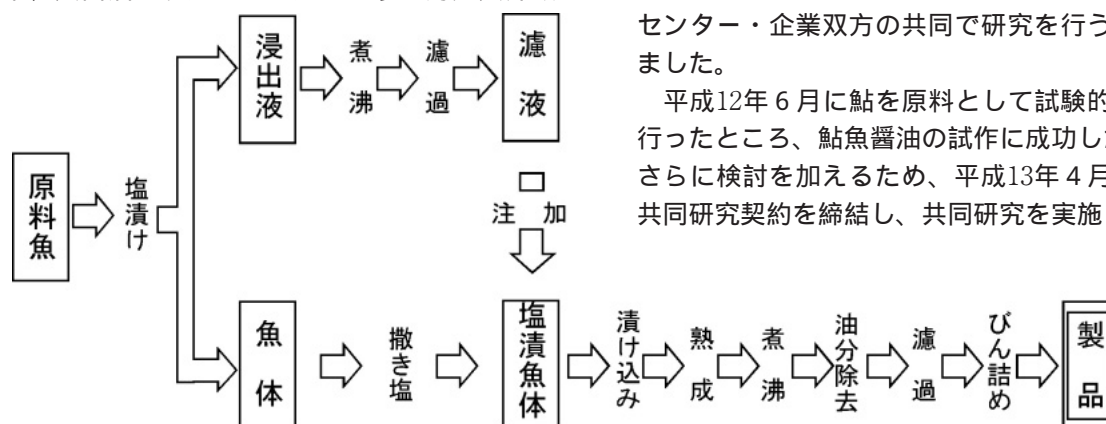 センター・企業双方の共同で研究を行う
ました。
平成12年６月に鮎を原料として試験的
行ったところ、鮎魚醤油の試作に成功し
さらに検討を加えるため、平成13年４月
共同研究契約を締結し、共同研究を実施
原料魚
塩漬け
浸出液
煮沸
濾過
濾液
注加
魚体
撒き塩
塩漬魚体
漬け込み
熟成
煮沸
油分除去
濾過
びん詰め
製品